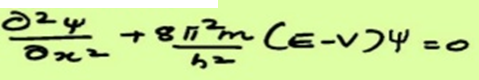 ∂²ψ/∂x² + 8π²m/h² (E-V)ψ = 0